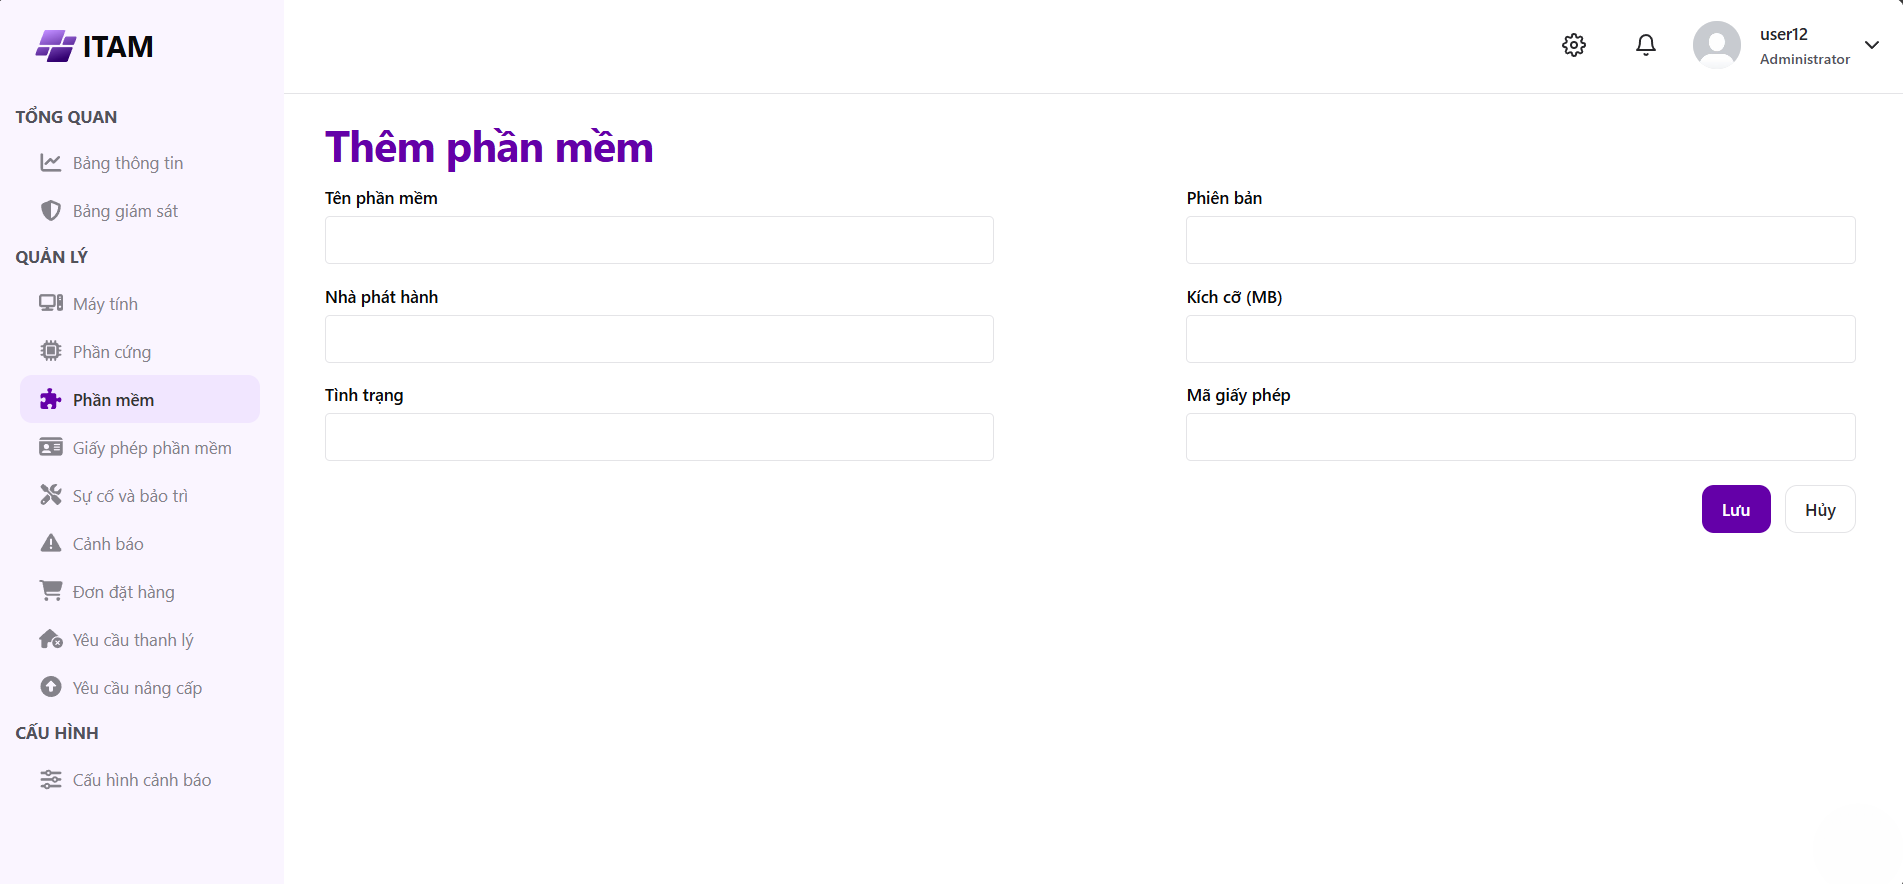 ITAM
user12
Administrator
TỔNG QUAN
Bảng thông tin
Bảng giám sát
QUẢN LÝ
Máy tính
Phần cứng
Phần mềm
Giấy phép phần mềm
Sự cố và bảo trì
Cảnh báo
Đơn đặt hàng
Yêu cầu thanh lý
Yêu cầu nâng cấp
CẤU HÌNH
Cấu hình cảnh báo
Thêm phần mềm
Tên phần mềm
Phiên bản
Nhà phát hành
Kích cỡ (MB)
Tình trạng
Mã giấy phép
Lưu
Hủy